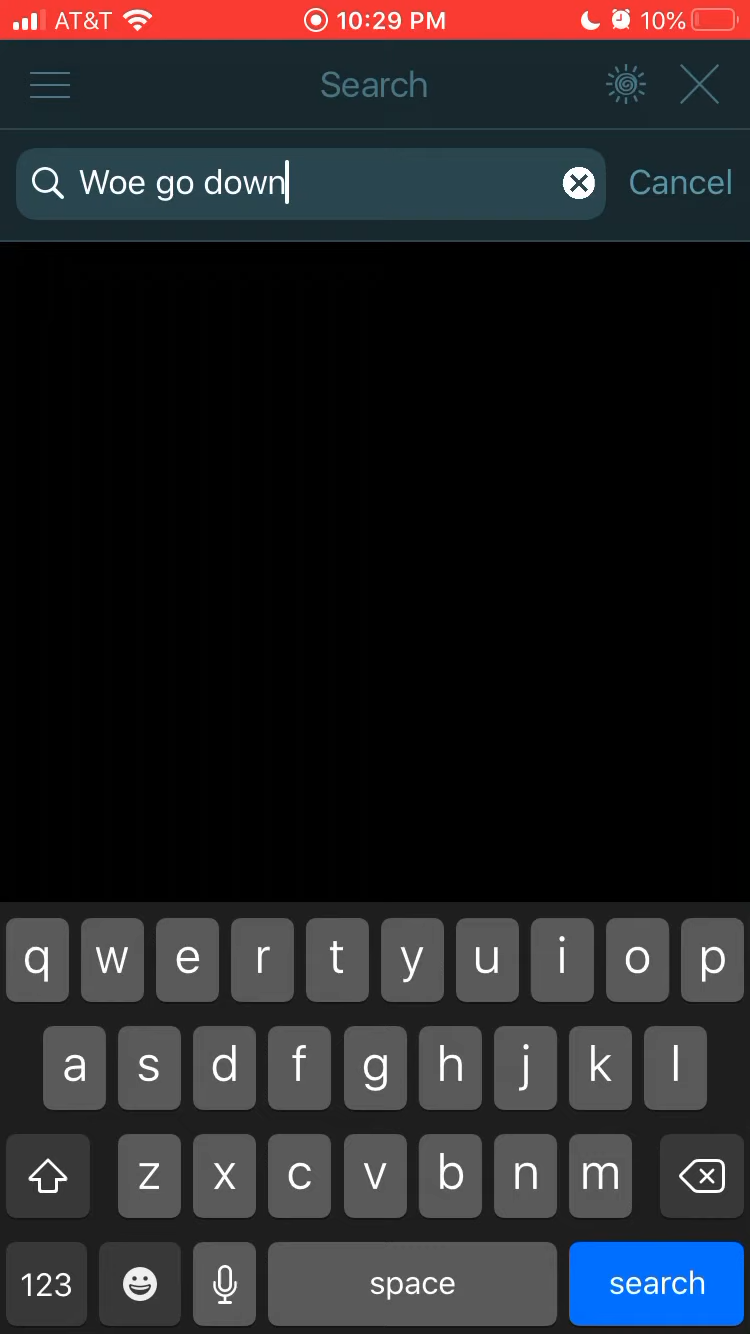 AT&T 10:29 PM 10%
Search
Woe go down Cancel
q w e r t y u i o p
a s d f g h j k l
z x c v b n m
123 space search